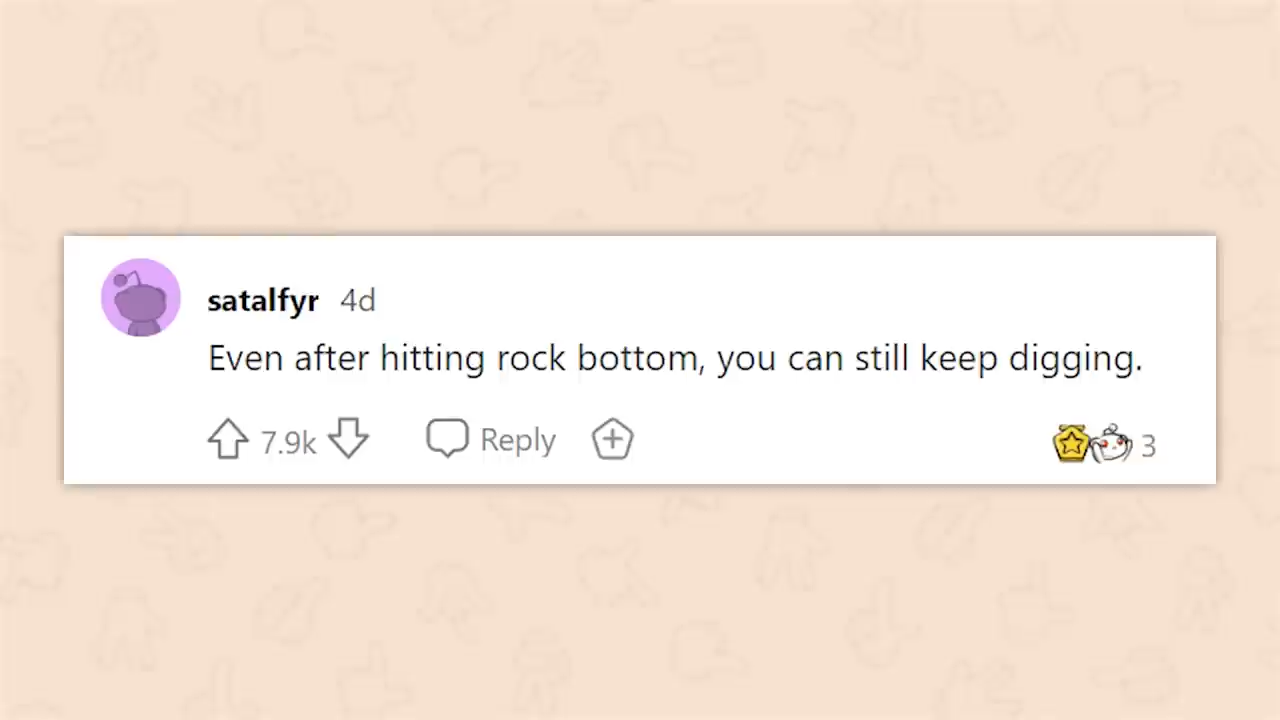 satalfyr 4d
Even after hitting rock bottom, you can still keep digging.
7.9k Reply 3